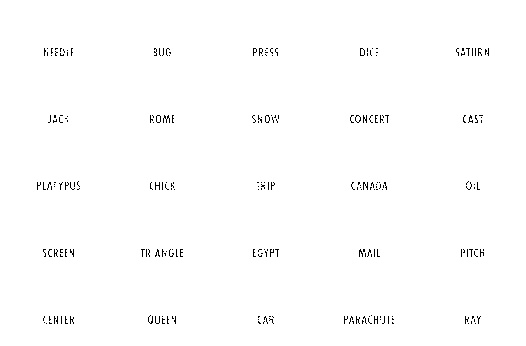 NEEDLE BUG PRESS DICE SATURN
JACK ROME SNOW CONCERT CAST
PLATYPUS CHICK TRIP CANADA OIL
SCREEN TRIANGLE EGYPT MAIL PITCH
CENTER QUEEN CAR PARACHUTE RAY